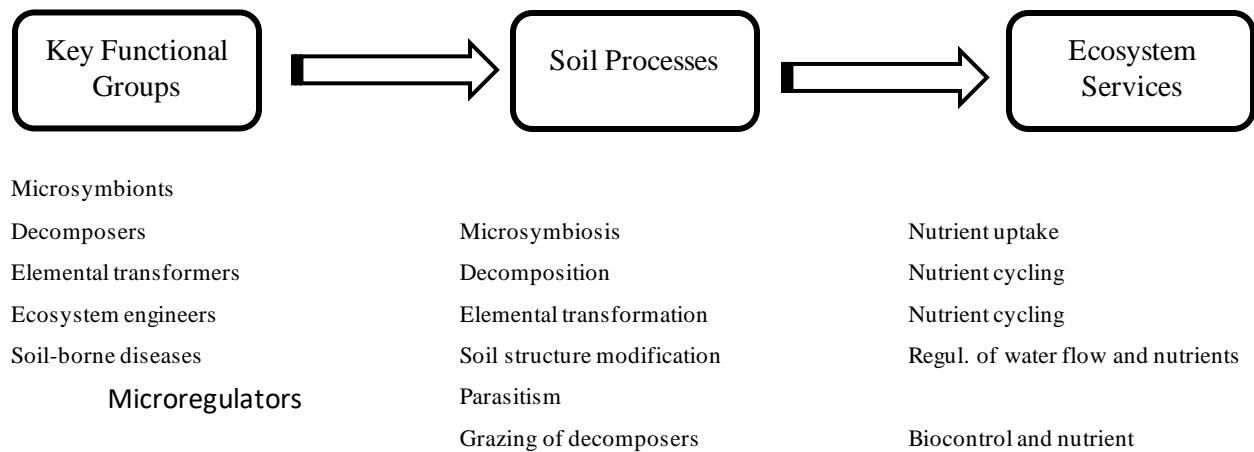 Key Functional
Groups
Soil Processes
Ecosystem
Services
Microsymbionts
Decomposers
Microsymbiosis
Nutrient uptake
Elemental transformers
Decomposition
Nutrient cycling
Ecosystem engineers
Elemental transformation
Nutrient cycling
Soil-borne diseases
Soil structure modification
Regul. of water flow and nutrients
Microregulators
Parasitism
Grazing of decomposers
Biocontrol and nutrient